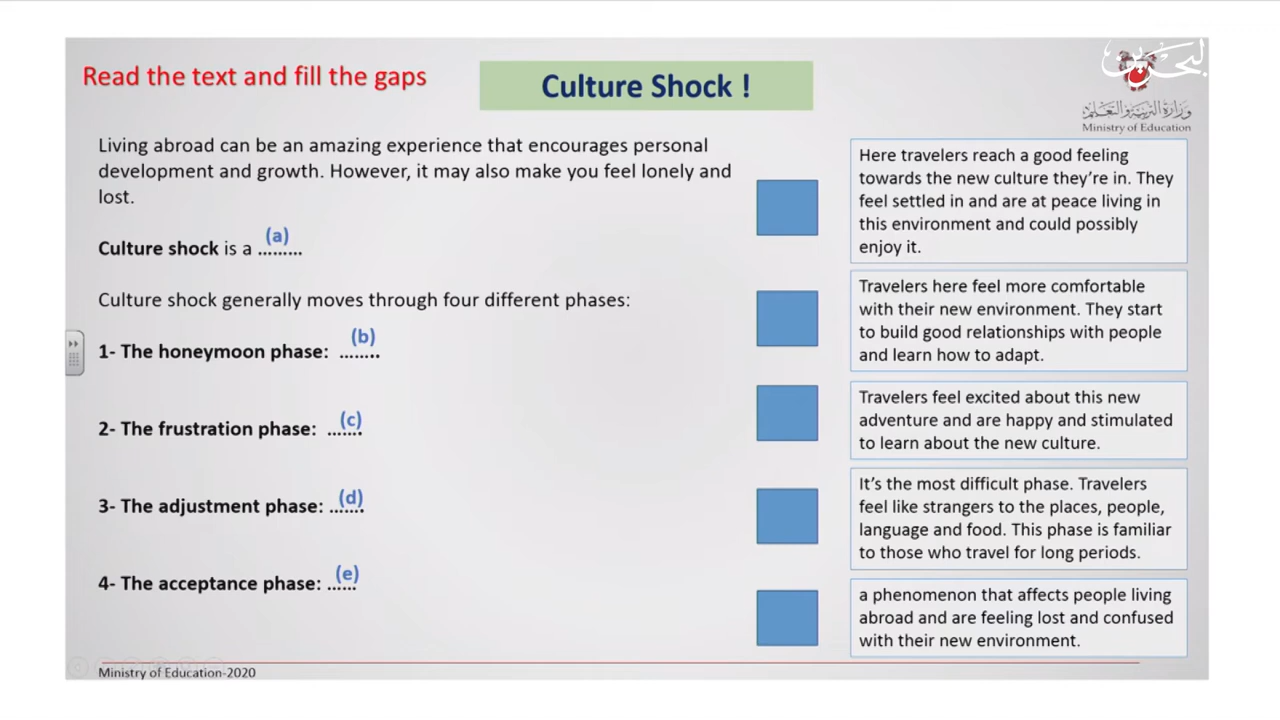 Read the text and fill the gaps
Culture Shock !
البحرين
وزارة التربية والتعليم
Ministry of Education
Living abroad can be an amazing experience that encourages personal
development and growth. However, it may also make you feel lonely and
lost.
(a)
Culture shock is a .........
Culture shock generally moves through four different phases:
(b)
1- The honeymoon phase: ........
(c)
2- The frustration phase: .......
(d)
3- The adjustment phase: .......
(e)
4- The acceptance phase: ......
Here travelers reach a good feeling
towards the new culture they're in. They
feel settled in and are at peace living in
this environment and could possibly
enjoy it.
Travelers here feel more comfortable
with their new environment. They start
to build good relationships with people
and learn how to adapt.
Travelers feel excited about this new
adventure and are happy and stimulated
to learn about the new culture.
It's the most difficult phase. Travelers
feel like strangers to the places, people,
language and food. This phase is familiar
to those who travel for long periods.
a phenomenon that affects people living
abroad and are feeling lost and confused
with their new environment.
Ministry of Education-2020